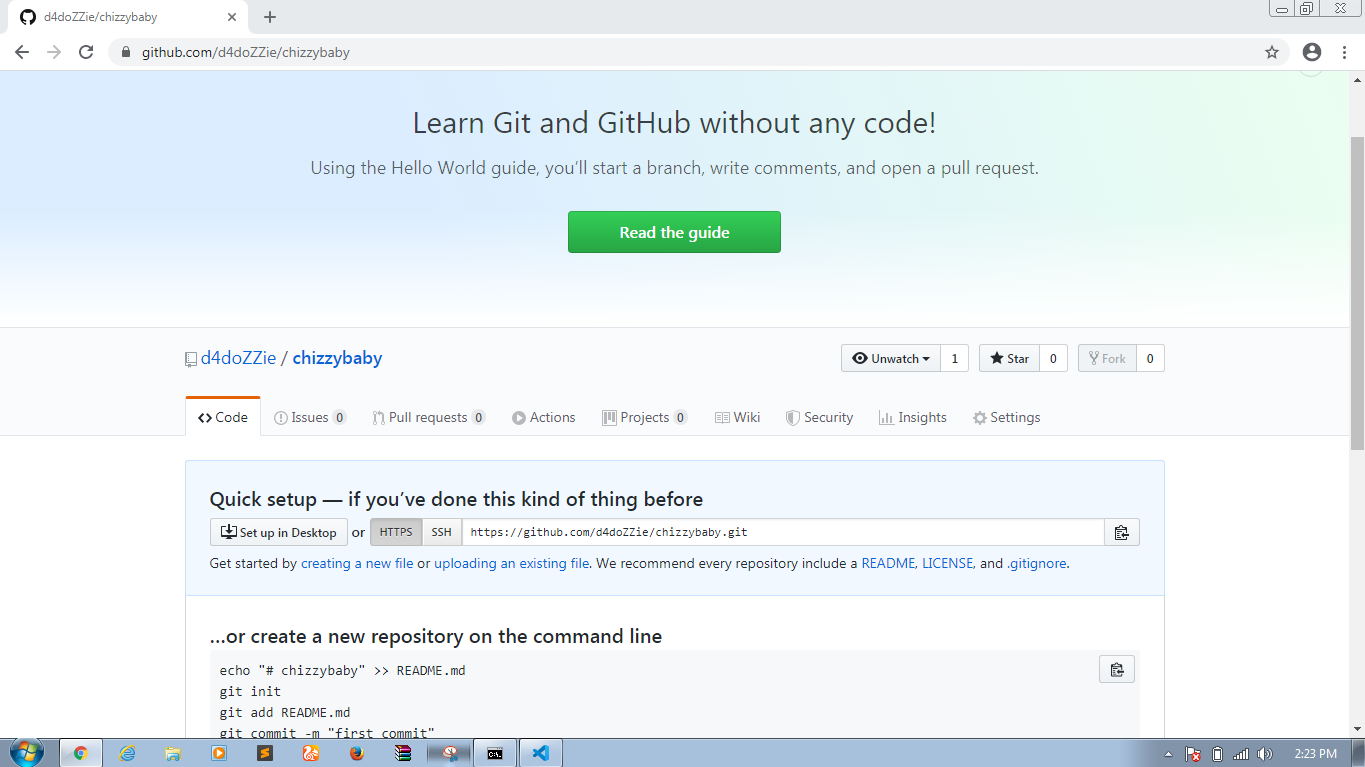 d4doZZie/chizzybaby
github.com/d4doZZie/chizzybaby
Learn Git and GitHub without any code!
Using the Hello World guide, you’ll start a branch, write comments, and open a pull request.
Read the guide
d4doZZie / chizzybaby
Unwatch 1 Star 0 Fork 0
Code Issues 0 Pull requests 0 Actions Projects 0 Wiki Security Insights Settings
Quick setup — if you’ve done this kind of thing before
Set up in Desktop or HTTPS SSH https://github.com/d4doZZie/chizzybaby.git
Get started by creating a new file or uploading an existing file. We recommend every repository include a README, LICENSE, and .gitignore.
…or create a new repository on the command line
echo "# chizzybaby" >> README.md
git init
git add README.md
git commit -m "first commit"
C:\.
2:23 PM